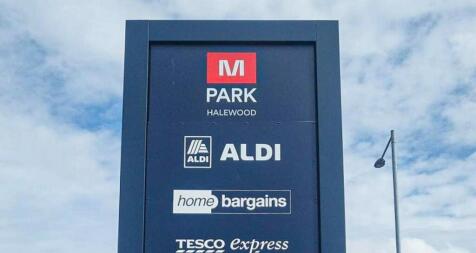 M
PARK
HALEWOOD
ALDI ALDI
home bargains
TESCO express